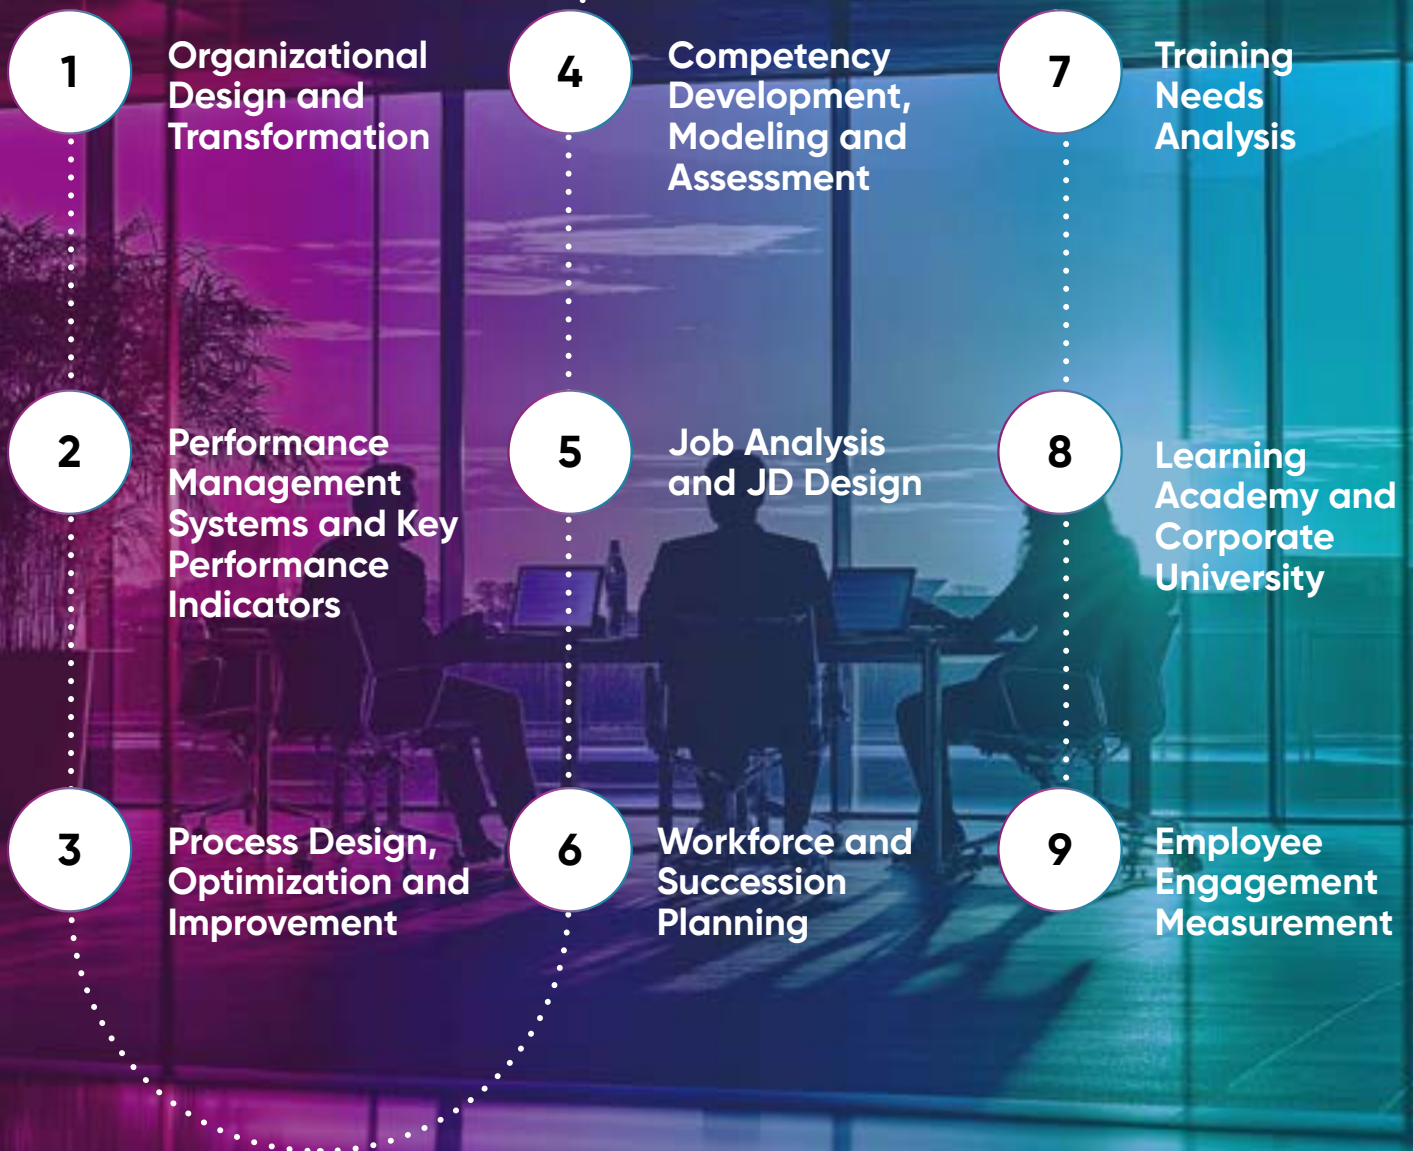 1
Organizational
Design and
Transformation
2
Performance
Management
Systems and Key
Performance
Indicators
3
Process Design,
Optimization and
Improvement
4
Competency
Development,
Modeling and
Assessment
5
Job Analysis
and JD Design
6
Workforce and
Succession
Planning
7
Training
Needs
Analysis
8
Learning
Academy and
Corporate
University
9
Employee
Engagement
Measurement